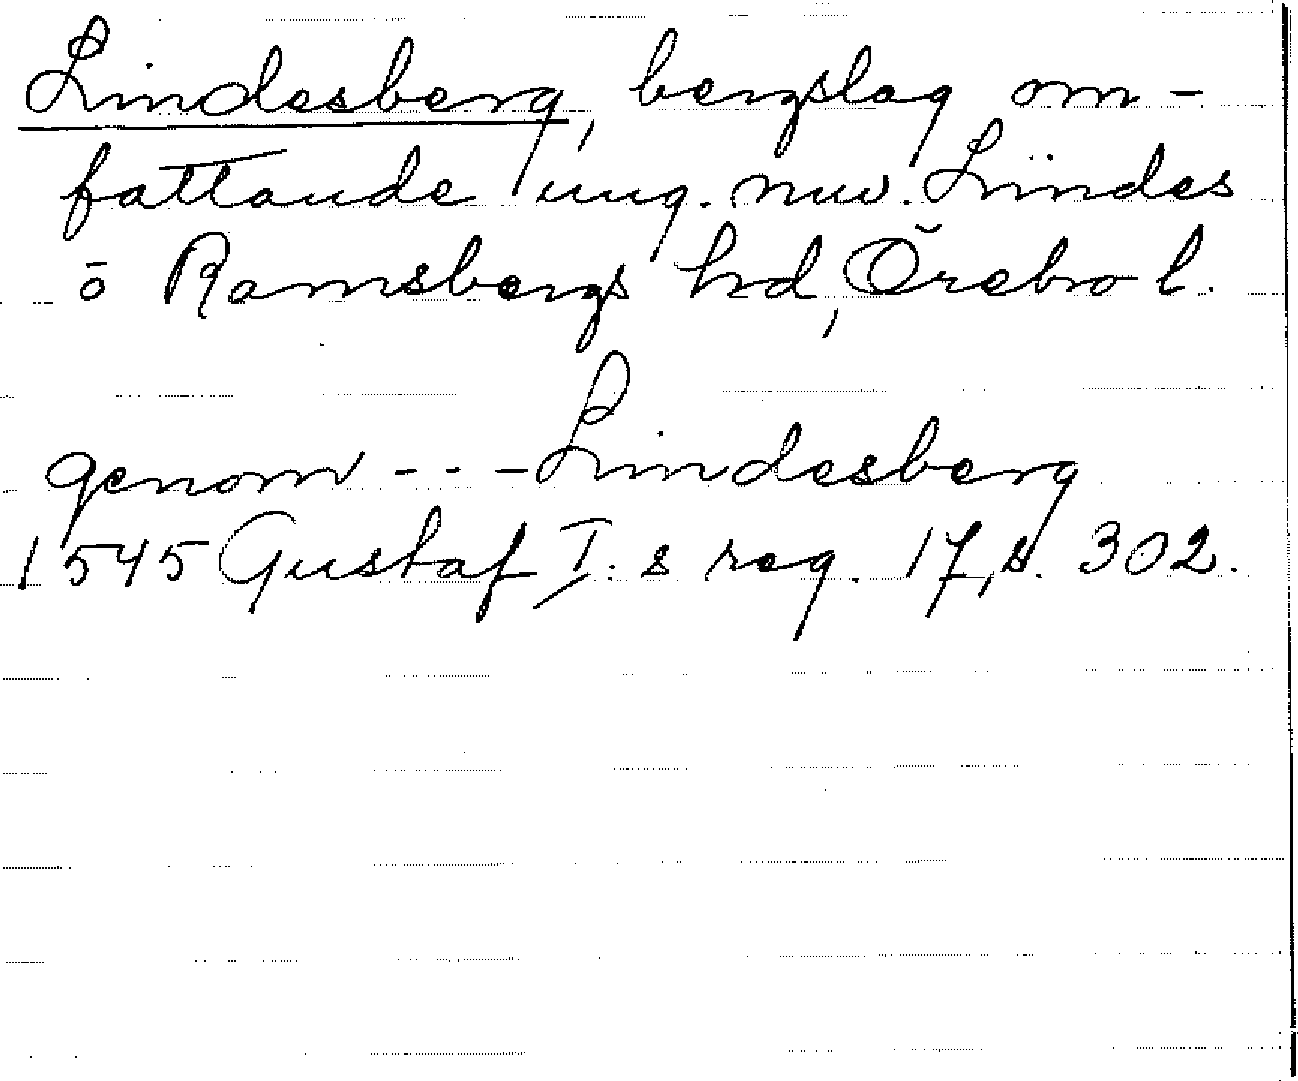 Lindesberg, bergslag om-
fattande ung. nuv. Lindes
o Ramsbergs hd, Örebro l.
genom - - - Lindesberg
1545 Gustaf I:s reg. 17, s. 302.